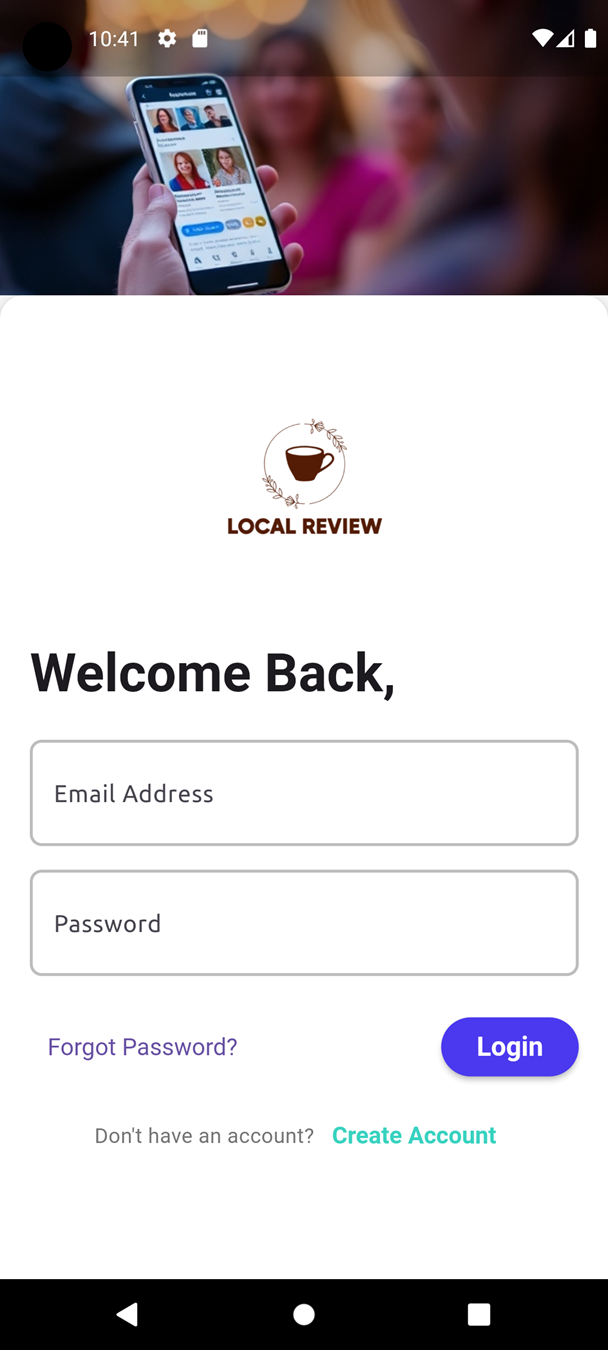 10:41
LOCAL REVIEW
Welcome Back,
Email Address
Password
Forgot Password? Login
Don't have an account? Create Account